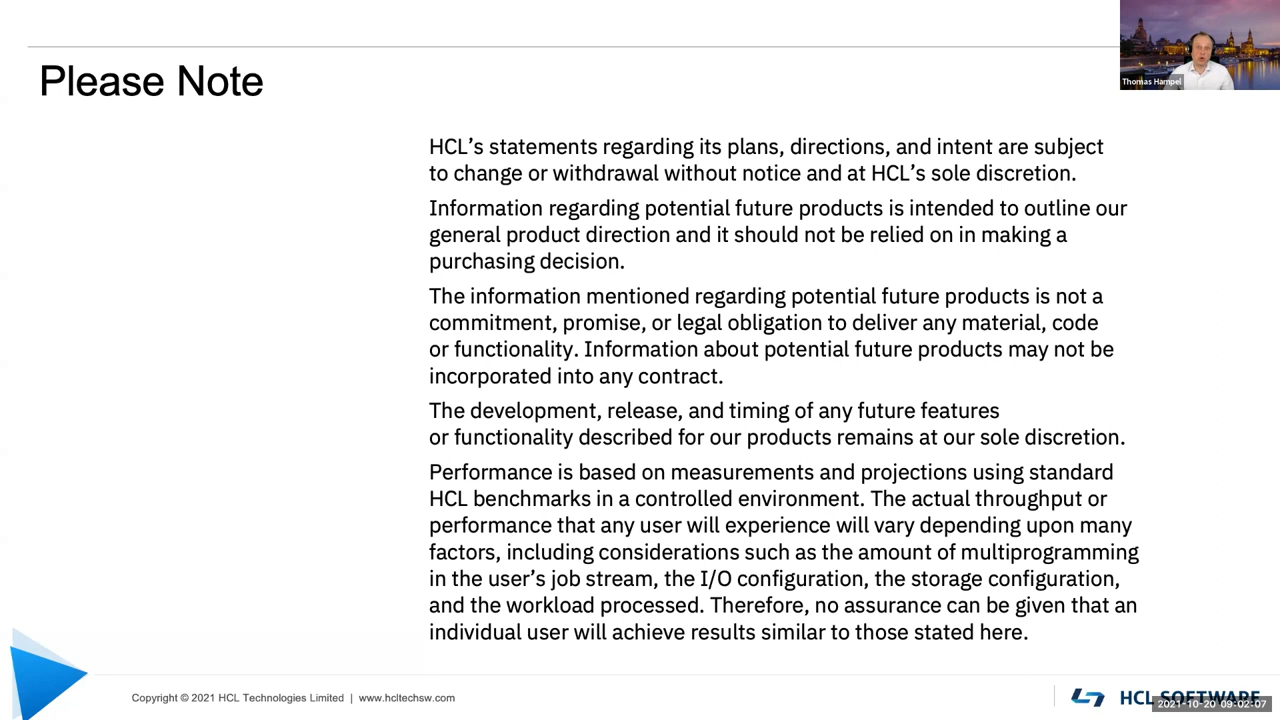 Please Note
Thomas Hampel
HCL’s statements regarding its plans, directions, and intent are subject
to change or withdrawal without notice and at HCL’s sole discretion.
Information regarding potential future products is intended to outline our
general product direction and it should not be relied on in making a
purchasing decision.
The information mentioned regarding potential future products is not a
commitment, promise, or legal obligation to deliver any material, code
or functionality. Information about potential future products may not be
incorporated into any contract.
The development, release, and timing of any future features
or functionality described for our products remains at our sole discretion.
Performance is based on measurements and projections using standard
HCL benchmarks in a controlled environment. The actual throughput or
performance that any user will experience will vary depending upon many
factors, including considerations such as the amount of multiprogramming
in the user’s job stream, the I/O configuration, the storage configuration,
and the workload processed. Therefore, no assurance can be given that an
individual user will achieve results similar to those stated here.
Copyright © 2021 HCL Technologies Limited | www.hcltechsw.com
HCL SOFTWARE
2021-10-20 09:02:07